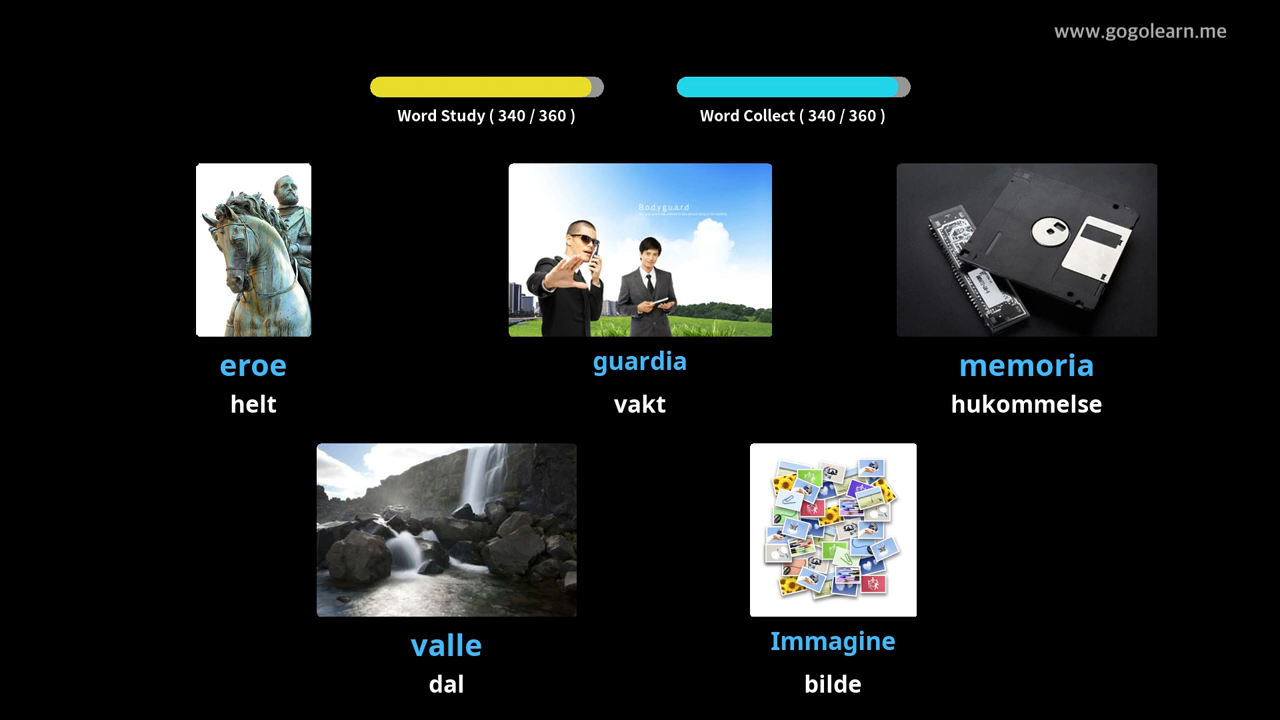 www.gogolearn.me
Word Study ( 340 / 360 )
Word Collect ( 340 / 360 )
Bodyguard
eroe
helt
guardia
vakt
memoria
hukommelse
valle
dal
Immagine
bilde